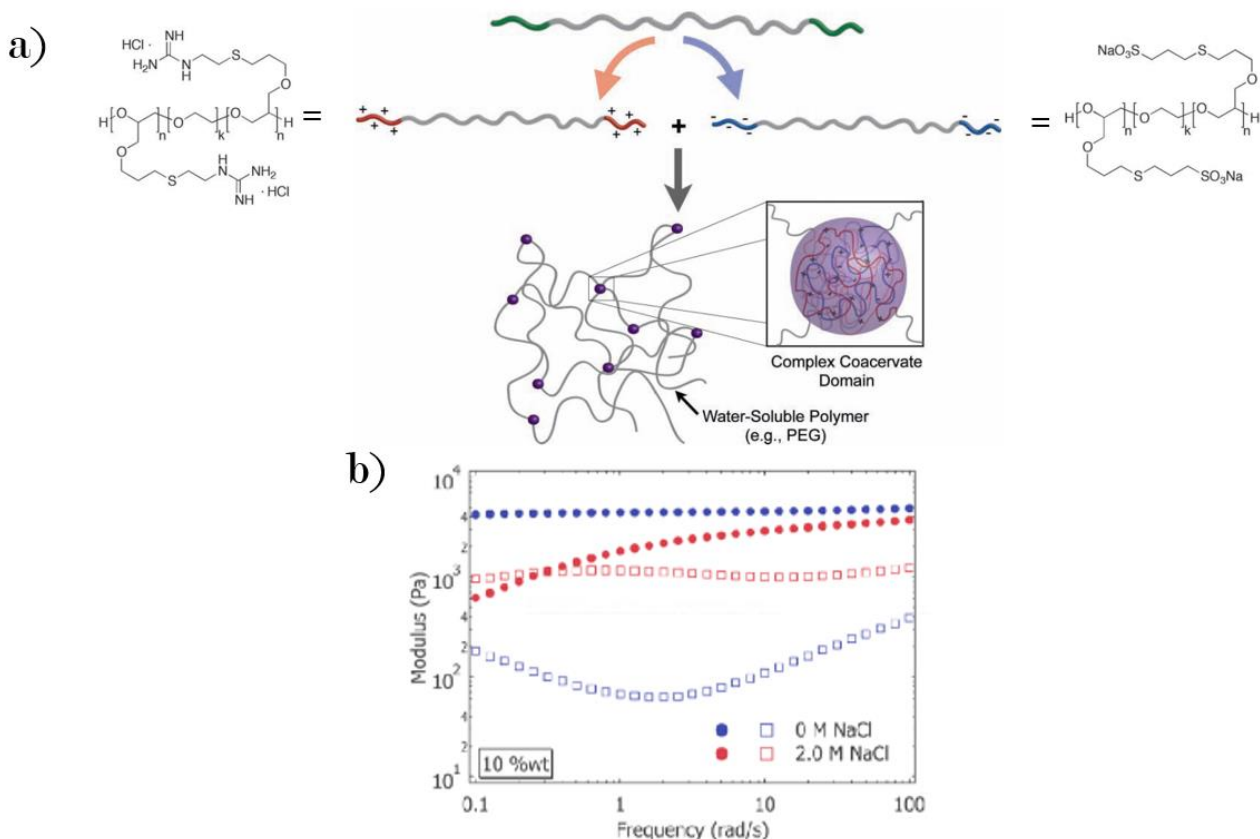 a)
HCl ·
NH
H₂N
N
H
S
O
H
O
n
O
k
O
n
H
O
S
H
N
NH₂
NH
· HCl
=
+ + + +
+ + + +
+
- - - -
- - - -
=
NaO₃S
S
O
H
O
n
O
k
O
n
H
O
S
SO₃Na
Complex Coacervate
Domain
Water-Soluble Polymer
(e.g., PEG)
b)
10⁴
4
2
10³
4
2
10²
4
2
10¹
Modulus (Pa)
0 M NaCl
2.0 M NaCl
10 %wt
0.1
1
10
100
Frequency (rad/s)